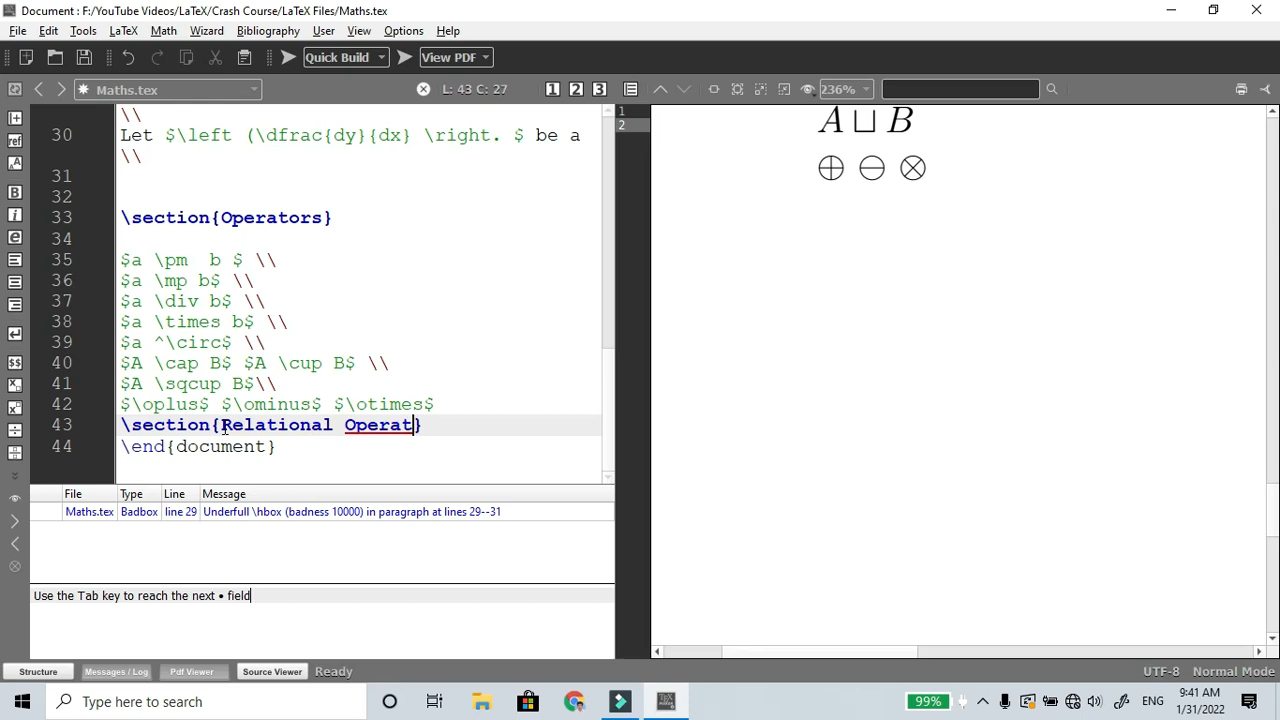 Document : F:/YouTube Videos/LaTeX/Crash Course/LaTeX Files/Maths.tex
File Edit Tools LaTeX Math Wizard Bibliography User View Options Help
Quick Build View PDF
Maths.tex L: 43 C: 27 1 2 3 236%
\\
30 Let $\left (\dfrac{dy}{dx} \right. $ be a
\\
31
32
33 \section{Operators}
34
35 $a \pm  b $ \\
36 $a \mp b$ \\
37 $a \div b$ \\
38 $a \times b$ \\
39 $a ^\circ$ \\
40 $A \cap B$ $A \cup B$ \\
41 $A \sqcup B$\\
42 $\oplus$ $\ominus$ $\otimes$
43 \section{Relational Operat}
44 \end{document}
1
2
A ⊔ B
⊕ ⊖ ⊗
File Type Line Message
Maths.tex Badbox line 29 Underfull \hbox (badness 10000) in paragraph at lines 29--31
Use the Tab key to reach the next • field
Structure Messages / Log Pdf Viewer Source Viewer Ready UTF-8 Normal Mode
Type here to search 99% ENG 9:41 AM
1/31/2022